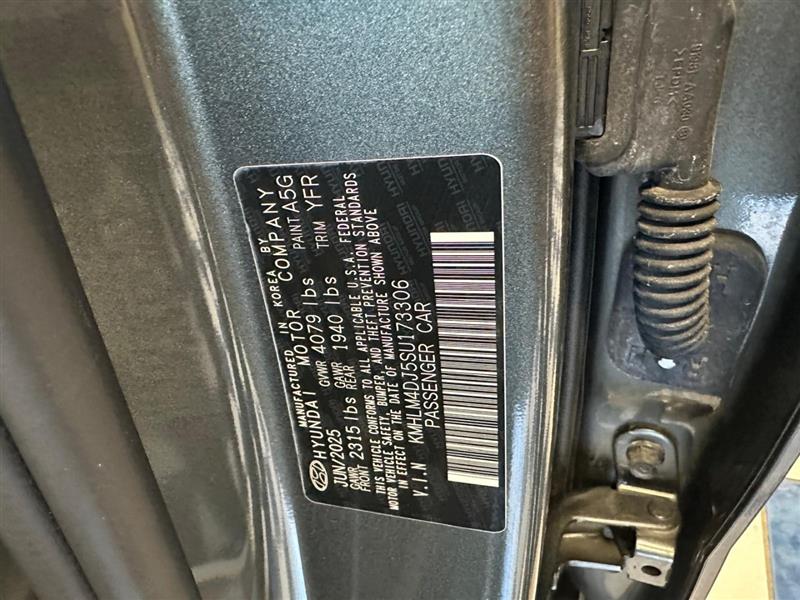 MANUFACTURED IN KOREA BY
HYUNDAI MOTOR COMPANY
JUN/2025 GVWR 4079 lbs PAINT A5G
GAWR FRONT 2315 lbs GAWR REAR 1940 lbs TRIM YFR
THIS VEHICLE CONFORMS TO ALL APPLICABLE U.S.A. FEDERAL
MOTOR VEHICLE SAFETY, BUMPER, AND THEFT PREVENTION STANDARDS
IN EFFECT ON THE DATE OF MANUFACTURE SHOWN ABOVE
V.I.N KMHLM4DJ5SU173306
PASSENGER CAR